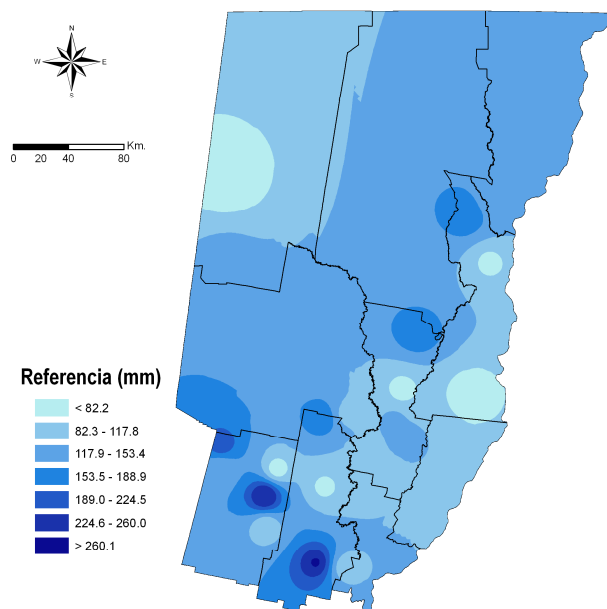 N
W E
S
Km.
0 20 40 80
Referencia (mm)
< 82.2
82.3 - 117.8
117.9 - 153.4
153.5 - 188.9
189.0 - 224.5
224.6 - 260.0
> 260.1